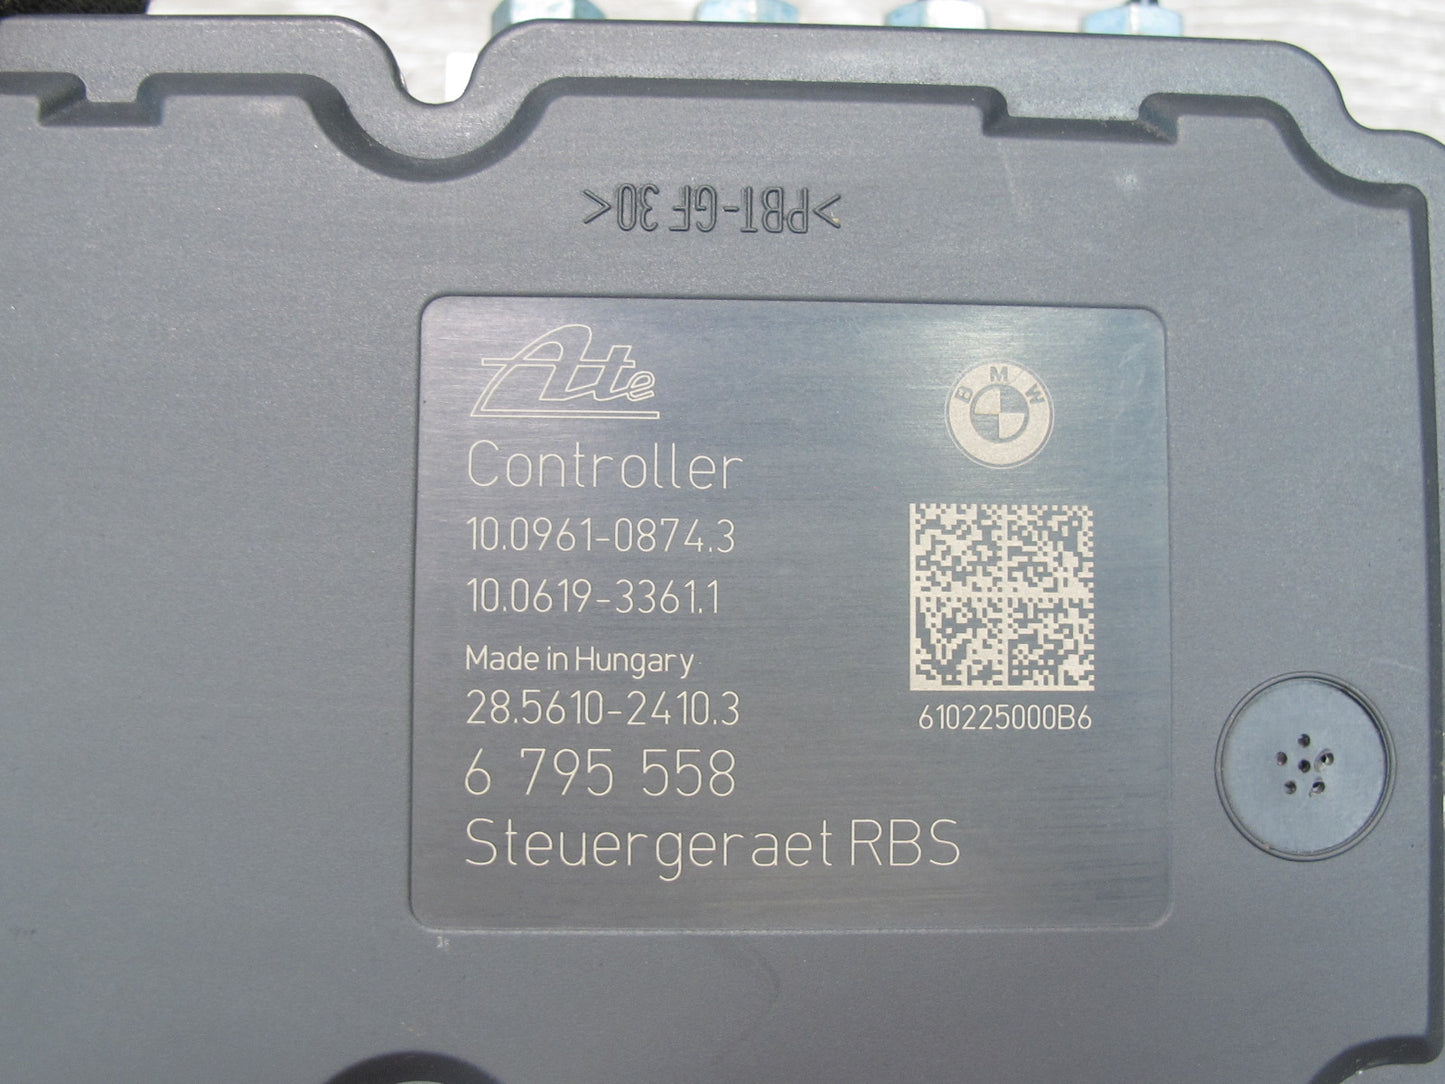 >PBT-GF 30<
Ate
BMW
Controller
10.0961-0874.3
10.0619-3361.1
Made in Hungary
28.5610-2410.3
610225000B6
6 795 558
Steuergeraet RBS